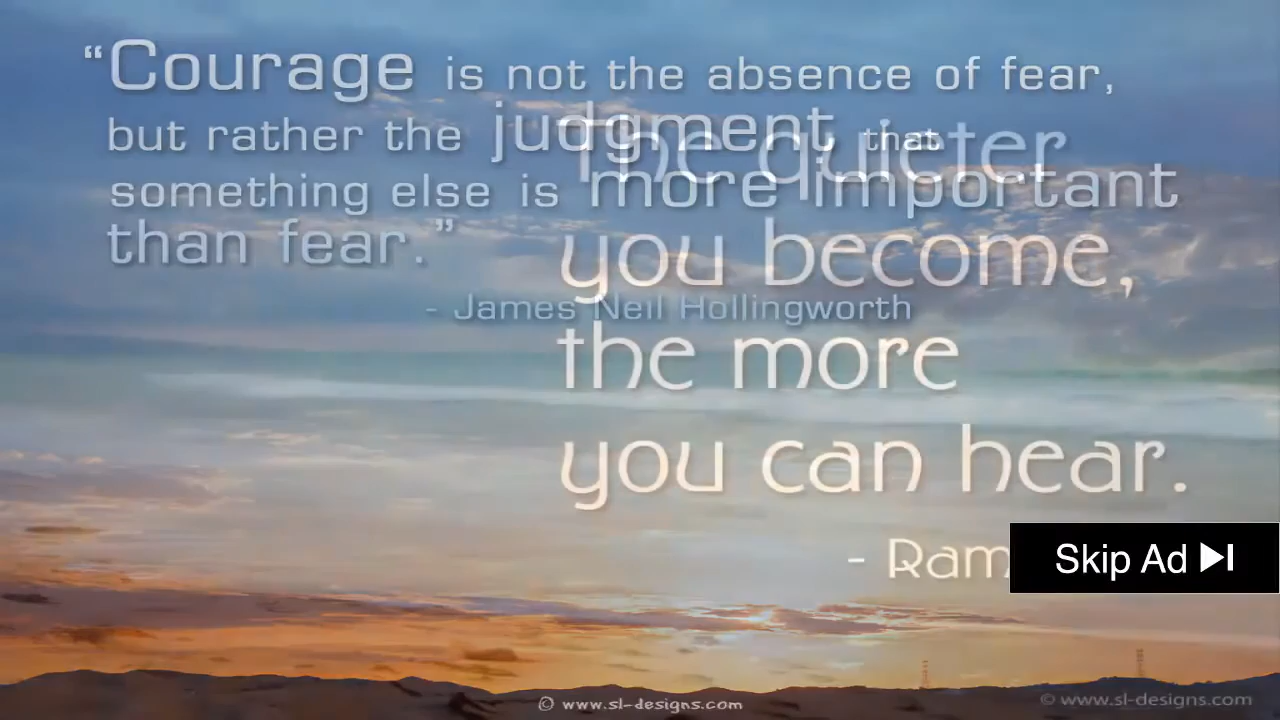 “Courage is not the absence of fear,
but rather the judgment, that
something else is more important
than fear.”
- James Neil Hollingworth
The quieter
you become,
the more
you can hear.
- Ram
Skip Ad
© www.sl-designs.com
© www.sl-designs.com